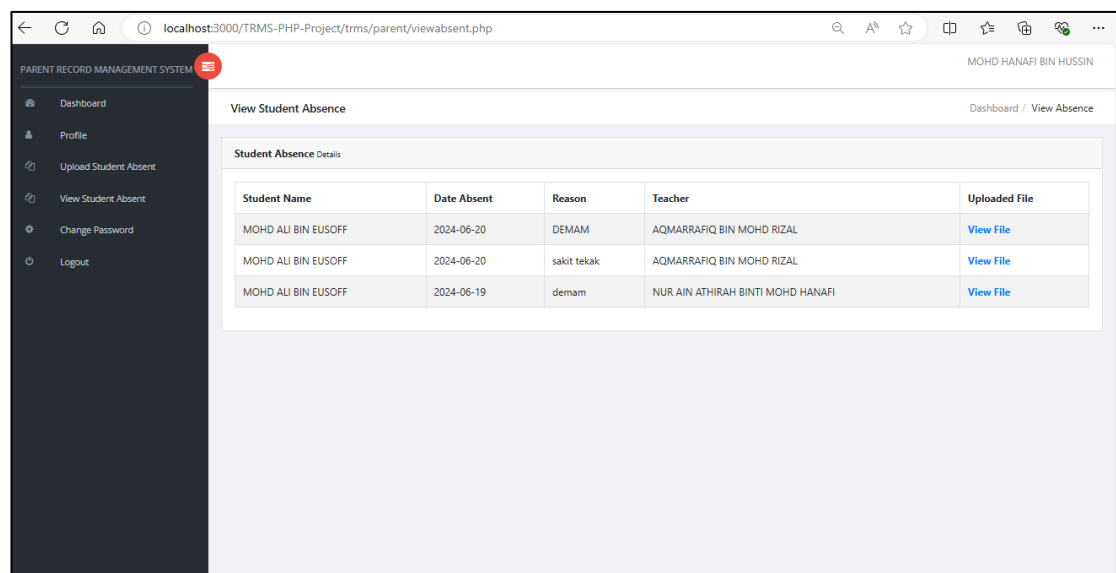 localhost:3000/TRMS-PHP-Project/trms/parent/viewabsent.php
PARENT RECORD MANAGEMENT SYSTEM
MOHD HANAFI BIN HUSSIN
Dashboard
Profile
Upload Student Absent
View Student Absent
Change Password
Logout
View Student Absence
Dashboard / View Absence
Student Absence Details
Student Name Date Absent Reason Teacher Uploaded File
MOHD ALI BIN EUSOFF 2024-06-20 DEMAM AQMARRAFIQ BIN MOHD RIZAL View File
MOHD ALI BIN EUSOFF 2024-06-20 sakit tekak AQMARRAFIQ BIN MOHD RIZAL View File
MOHD ALI BIN EUSOFF 2024-06-19 demam NUR AIN ATHIRAH BINTI MOHD HANAFI View File